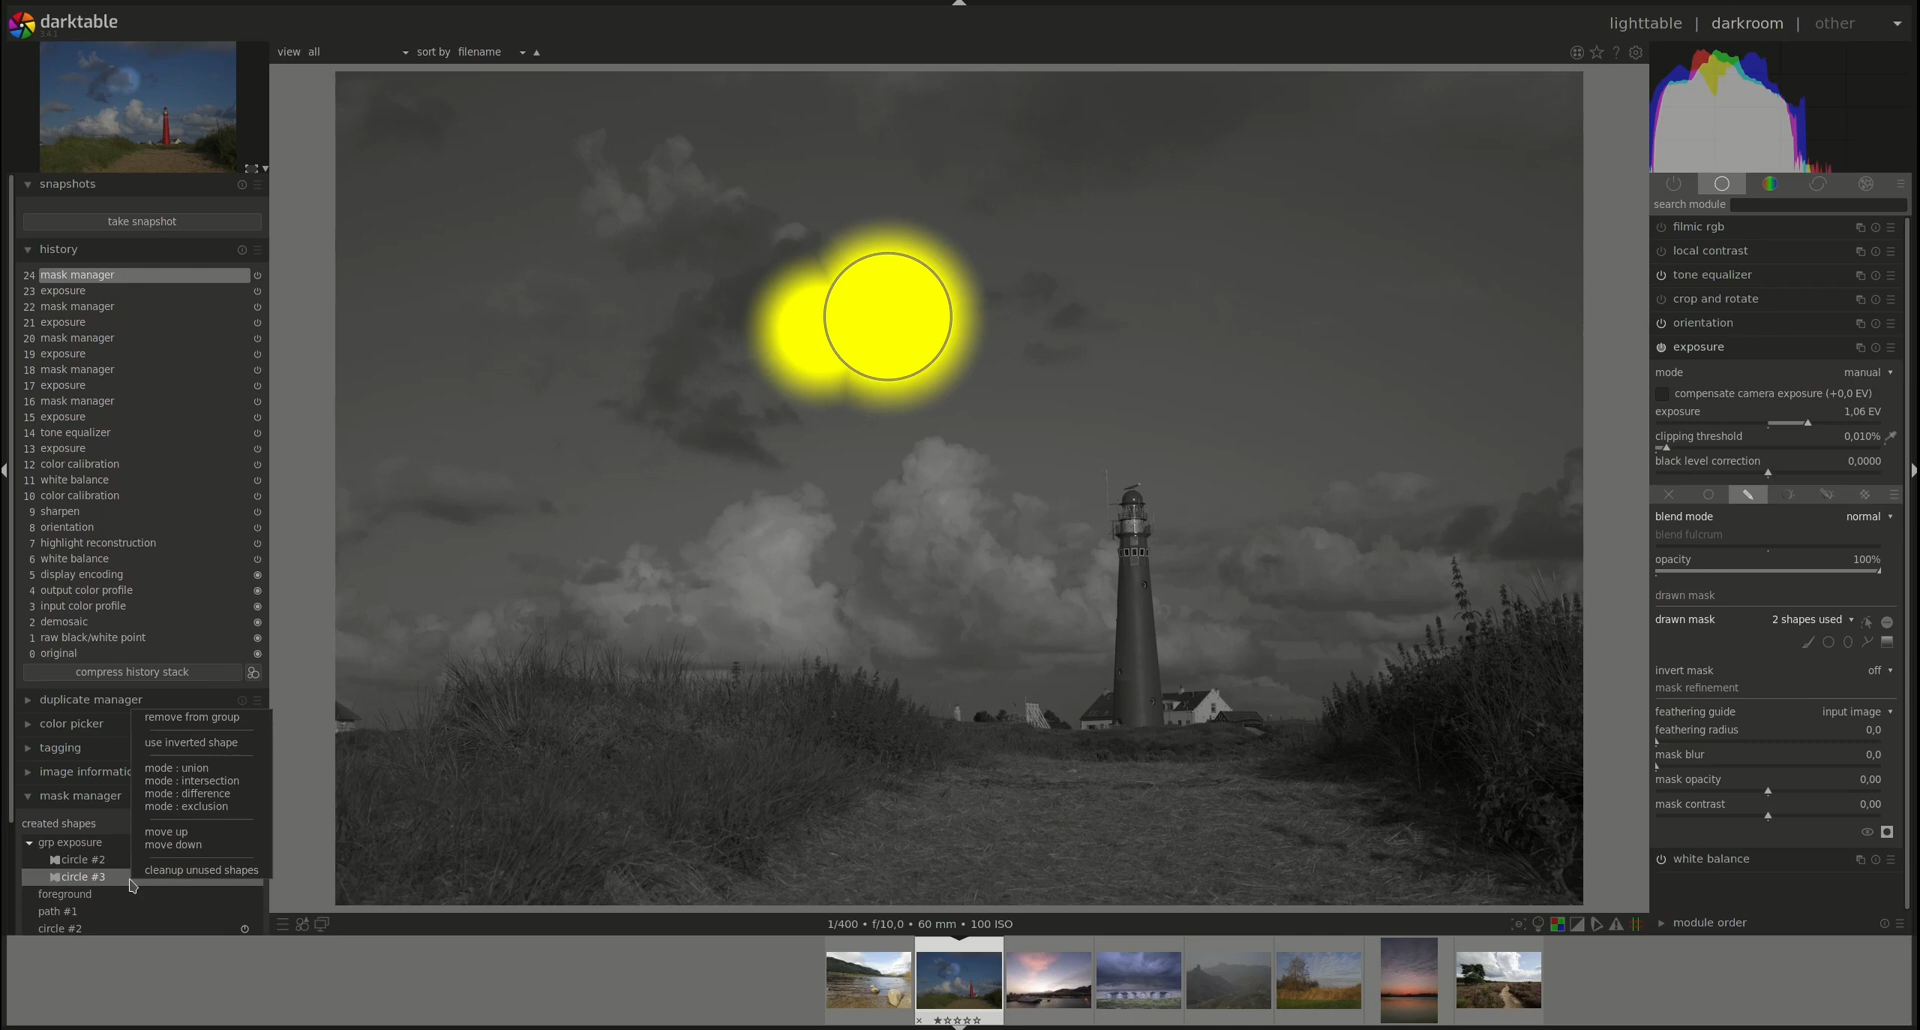 darktable
3.4.1
lighttable | darkroom | other
view all
sort by filename
snapshots
take snapshot
history
24 mask manager
23 exposure
22 mask manager
21 exposure
20 mask manager
19 exposure
18 mask manager
17 exposure
16 mask manager
15 exposure
14 tone equalizer
13 exposure
12 color calibration
11 white balance
10 color calibration
9 sharpen
8 orientation
7 highlight reconstruction
6 white balance
5 display encoding
4 output color profile
3 input color profile
2 demosaic
1 raw black/white point
0 original
compress history stack
duplicate manager
color picker
tagging
image informatio
mask manager
created shapes
grp exposure
circle #2
circle #3
foreground
path #1
circle #2
remove from group
use inverted shape
mode : union
mode : intersection
mode : difference
mode : exclusion
move up
move down
cleanup unused shapes
1/400 • f/10,0 • 60 mm • 100 ISO
search module
filmic rgb
local contrast
tone equalizer
crop and rotate
orientation
exposure
mode manual
compensate camera exposure (+0,0 EV)
exposure 1,06 EV
clipping threshold 0,010%
black level correction 0,0000
blend mode normal
blend fulcrum
opacity 100%
drawn mask
drawn mask 2 shapes used
invert mask off
mask refinement
feathering guide input image
feathering radius 0,0
mask blur 0,0
mask opacity 0,00
mask contrast 0,00
white balance
module order